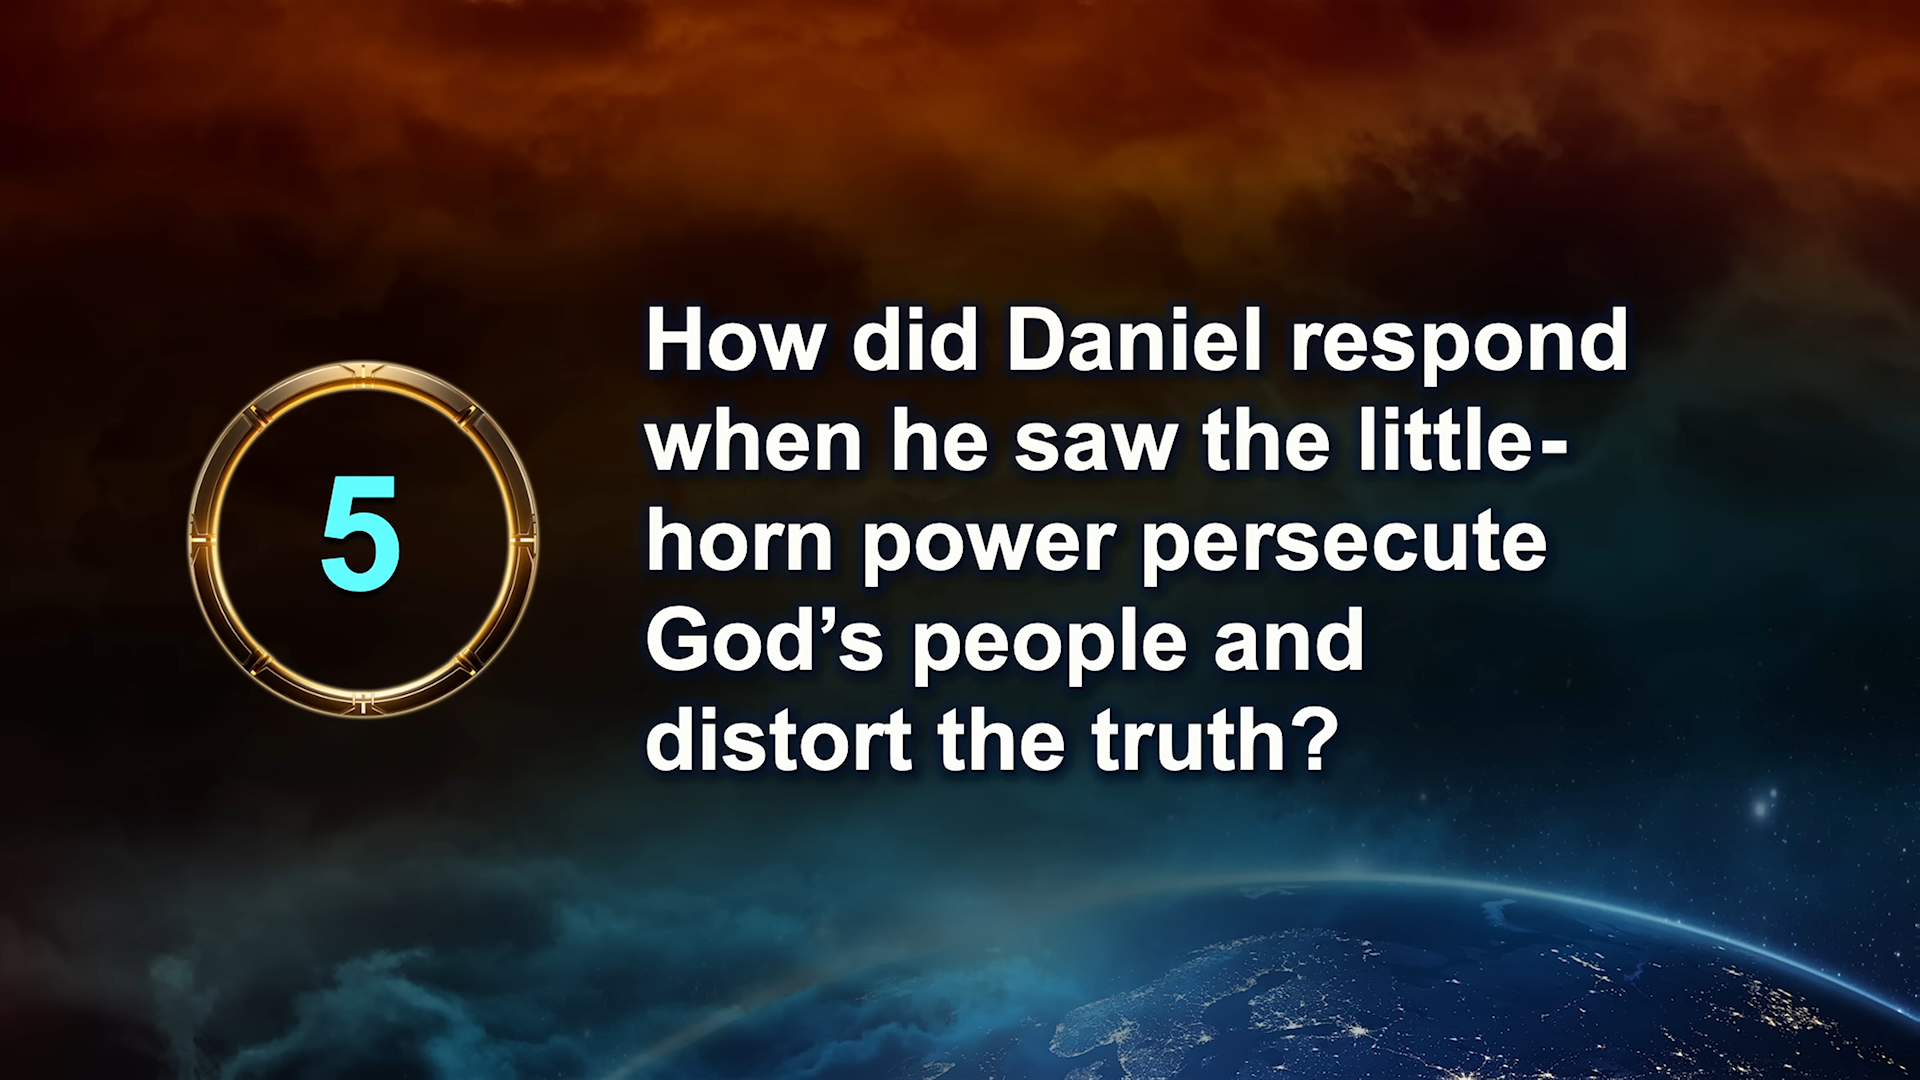 5
How did Daniel respond
when he saw the little-
horn power persecute
God’s people and
distort the truth?